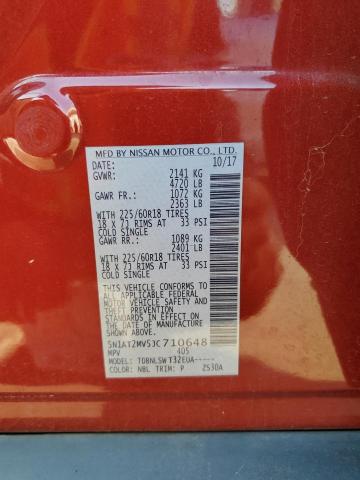 MFD BY NISSAN MOTOR CO., LTD.
10/17
GVWR: 2141 KG
4720 LB
GAWR FR.: 1072 KG
2363 LB
WITH 225/60R18 TIRES
18 X 7J RIMS AT 33 PSI
COLD SINGLE
GAWR RR.: 1089 KG
2401 LB
WITH 225/60R18 TIRES
18 X 7J RIMS AT 33 PSI
COLD SINGLE
THIS VEHICLE CONFORMS TO
ALL APPLICABLE FEDERAL
MOTOR VEHICLE SAFETY AND
THEFT PREVENTION STANDARDS
IN EFFECT ON THE DATE OF
MANUFACTURE SHOWN ABOVE.
5N1AT2MV5JC710648
MPV 405
MODEL: TDBNLSWT32EUA-----
COLOR: NBL TRIM: P ZS30A